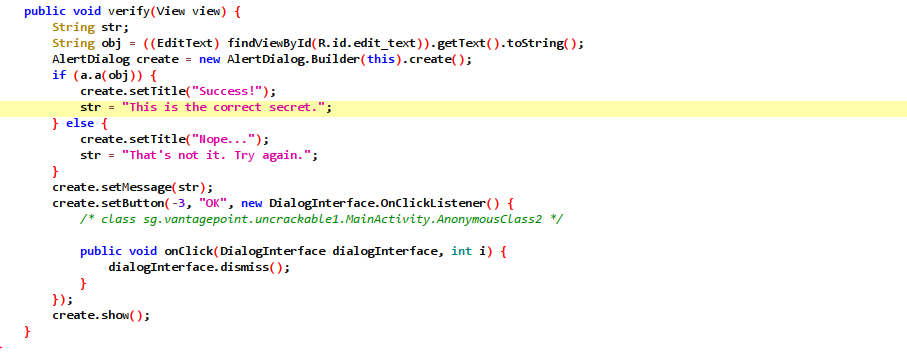 public void verify(View view) {
String str;
String obj = ((EditText) findViewById(R.id.edit_text)).getText().toString();
AlertDialog create = new AlertDialog.Builder(this).create();
if (a.a(obj)) {
create.setTitle("Success!");
str = "This is the correct secret.";
} else {
create.setTitle("Nope...");
str = "That's not it. Try again.";
}
create.setMessage(str);
create.setButton(-3, "OK", new DialogInterface.OnClickListener() {
/* class sg.vantagepoint.uncrackable1.MainActivity.AnonymousClass2 */
public void onClick(DialogInterface dialogInterface, int i) {
dialogInterface.dismiss();
}
});
create.show();
}